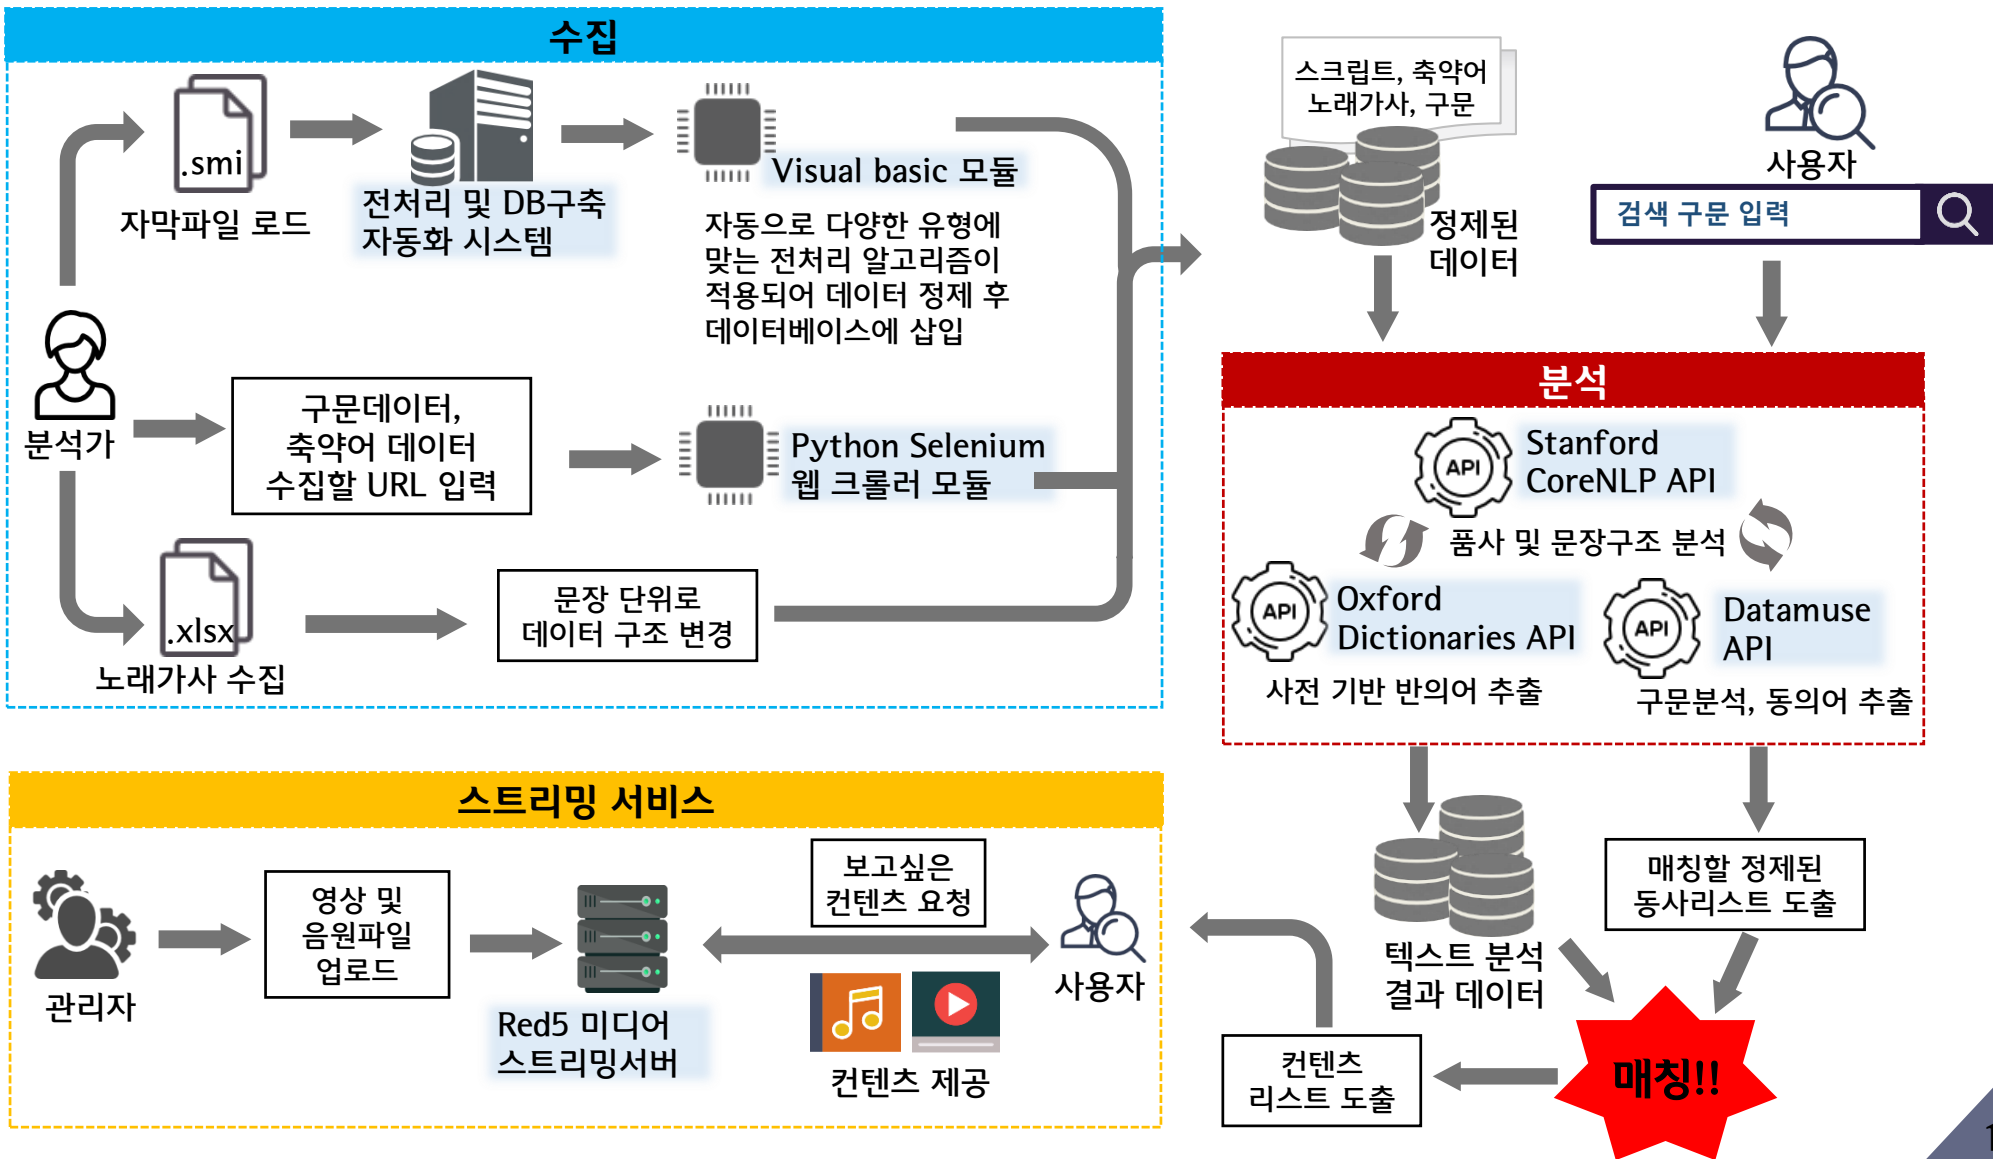 수집
.smi
자막파일 로드
전처리 및 DB구축
자동화 시스템
Visual basic 모듈
자동으로 다양한 유형에
맞는 전처리 알고리즘이
적용되어 데이터 정제 후
데이터베이스에 삽입
분석가
구문데이터,
축약어 데이터
수집할 URL 입력
Python Selenium
웹 크롤러 모듈
.xlsx
노래가사 수집
문장 단위로
데이터 구조 변경
스크립트, 축약어
노래가사, 구문
정제된
데이터
사용자
검색 구문 입력
분석
API
Stanford
CoreNLP API
품사 및 문장구조 분석
API
Oxford
Dictionaries API
사전 기반 반의어 추출
API
Datamuse
API
구문분석, 동의어 추출
텍스트 분석
결과 데이터
매칭할 정제된
동사리스트 도출
매칭!!
컨텐츠
리스트 도출
스트리밍 서비스
관리자
영상 및
음원파일
업로드
Red5 미디어
스트리밍서버
보고싶은
컨텐츠 요청
컨텐츠 제공
사용자